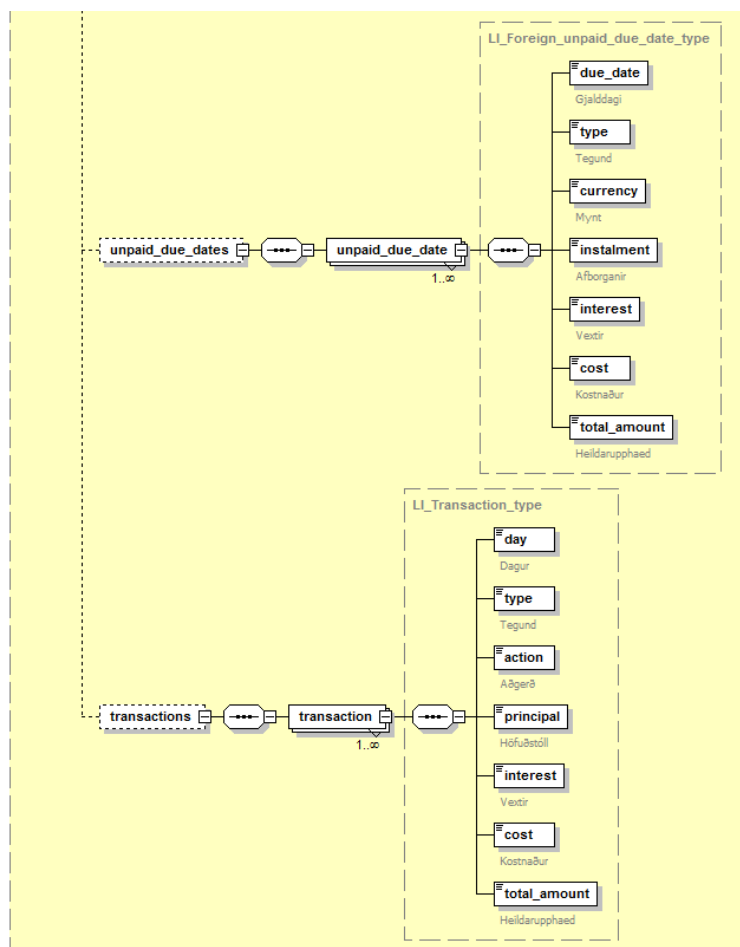 LI_Foreign_unpaid_due_date_type
due_date
Gjalddagi
type
Tegund
currency
Mynt
unpaid_due_dates
unpaid_due_date
1..∞
instalment
Afborganir
interest
Vextir
cost
Kostnaður
total_amount
Heildarupphaed
LI_Transaction_type
day
Dagur
type
Tegund
action
Aðgerð
transactions
transaction
1..∞
principal
Höfuðstóll
interest
Vextir
cost
Kostnaður
total_amount
Heildarupphaed